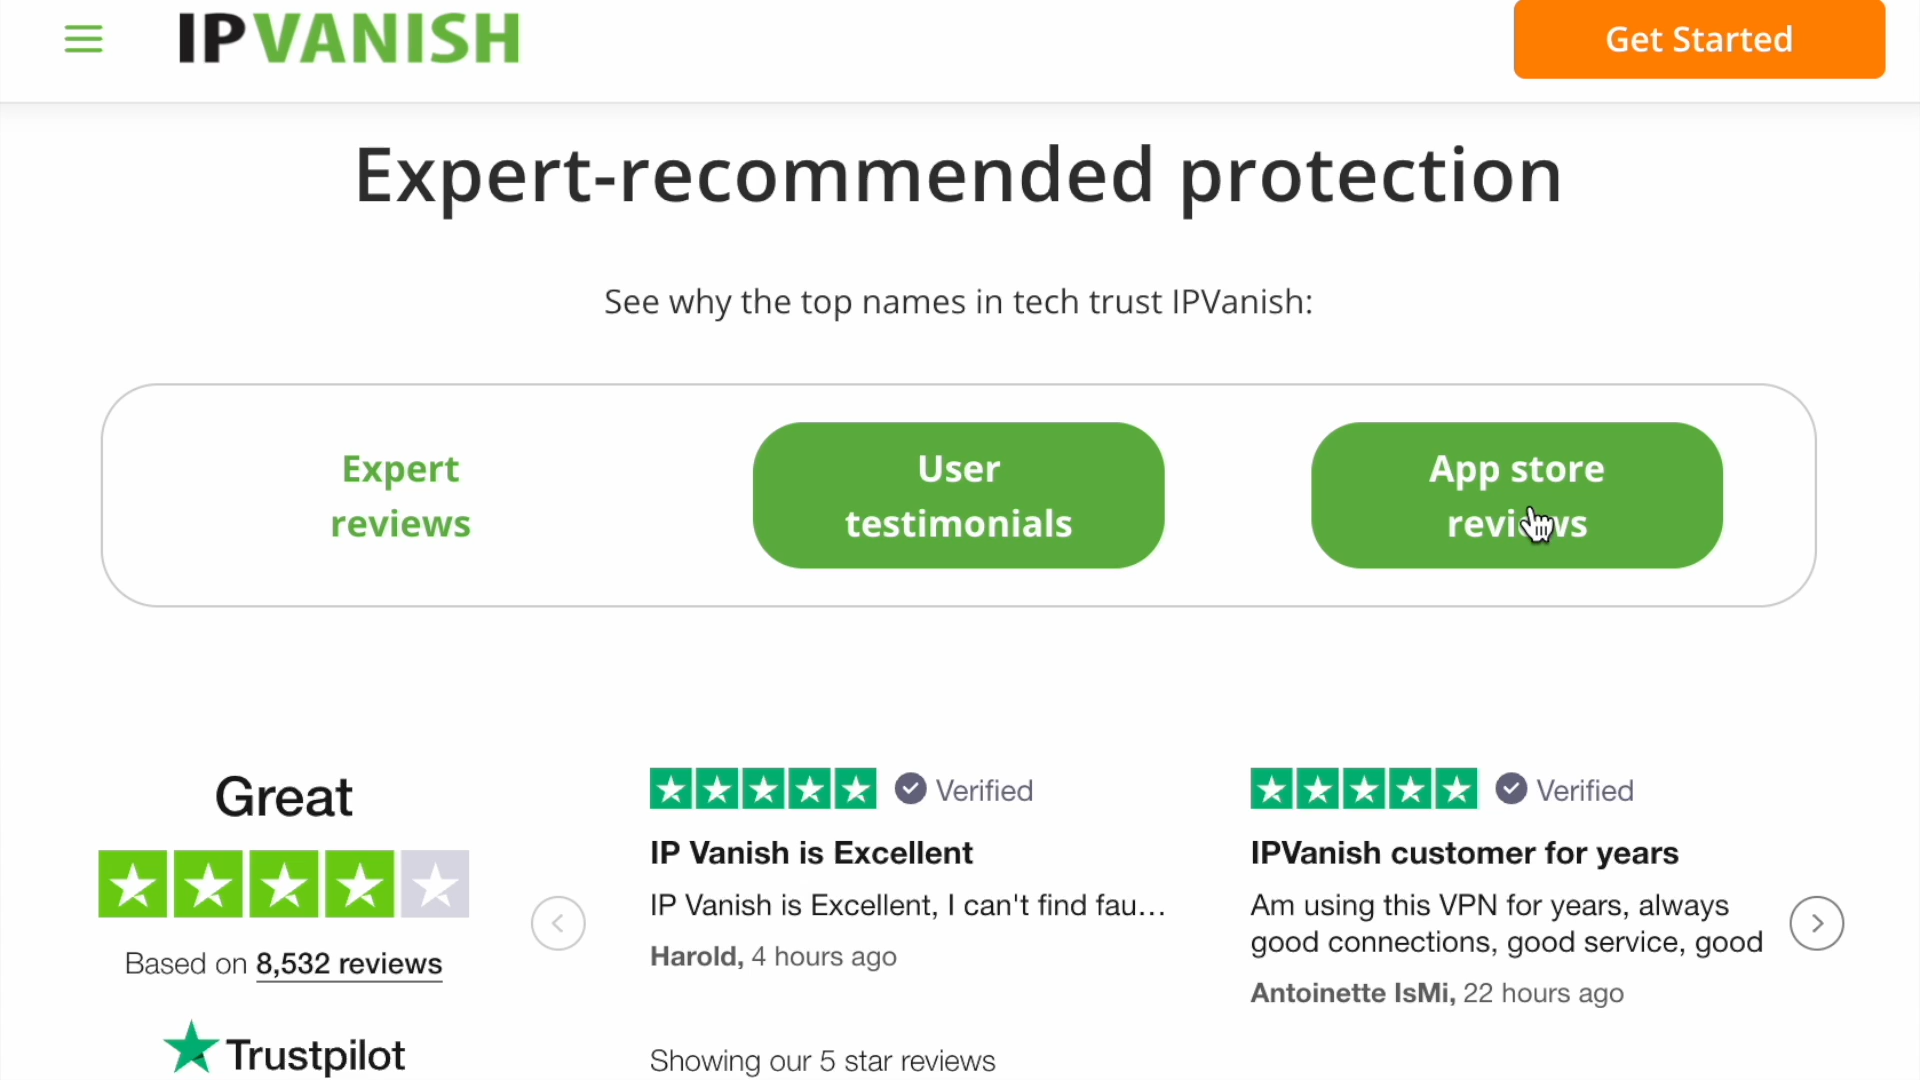 IPVANISH
Get Started
Expert-recommended protection
See why the top names in tech trust IPVanish:
Expert
reviews
User
testimonials
App store
reviews
Great
Based on 8,532 reviews
Trustpilot
Verified
IP Vanish is Excellent
IP Vanish is Excellent, I can't find fau...
Harold, 4 hours ago
Verified
IPVanish customer for years
Am using this VPN for years, always
good connections, good service, good
Antoinette IsMi, 22 hours ago
Showing our 5 star reviews